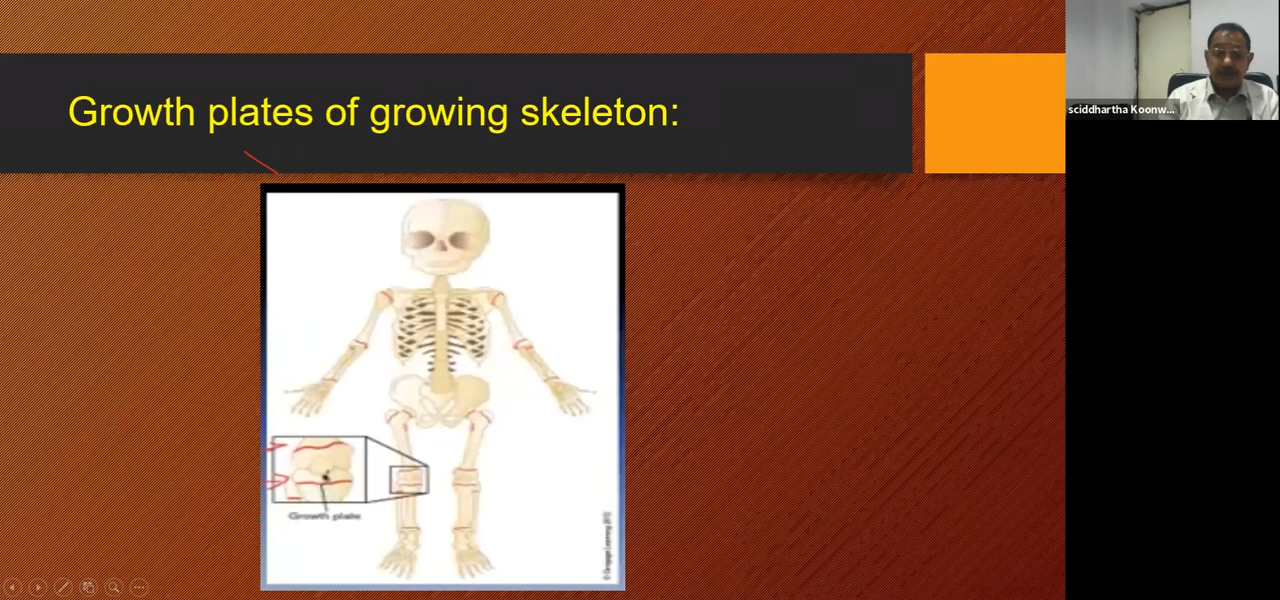 Growth plates of growing skeleton:
sciddhartha Koonw...
Growth plate